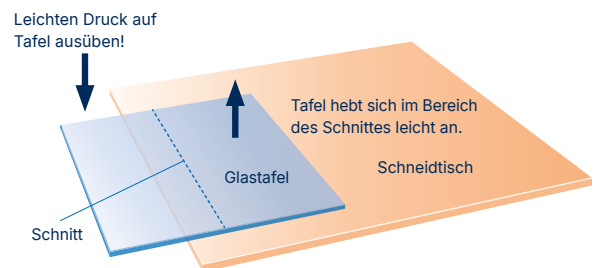 Leichten Druck auf
Tafel ausüben!
Tafel hebt sich im Bereich
des Schnittes leicht an.
Schneidtisch
Glastafel
Schnitt